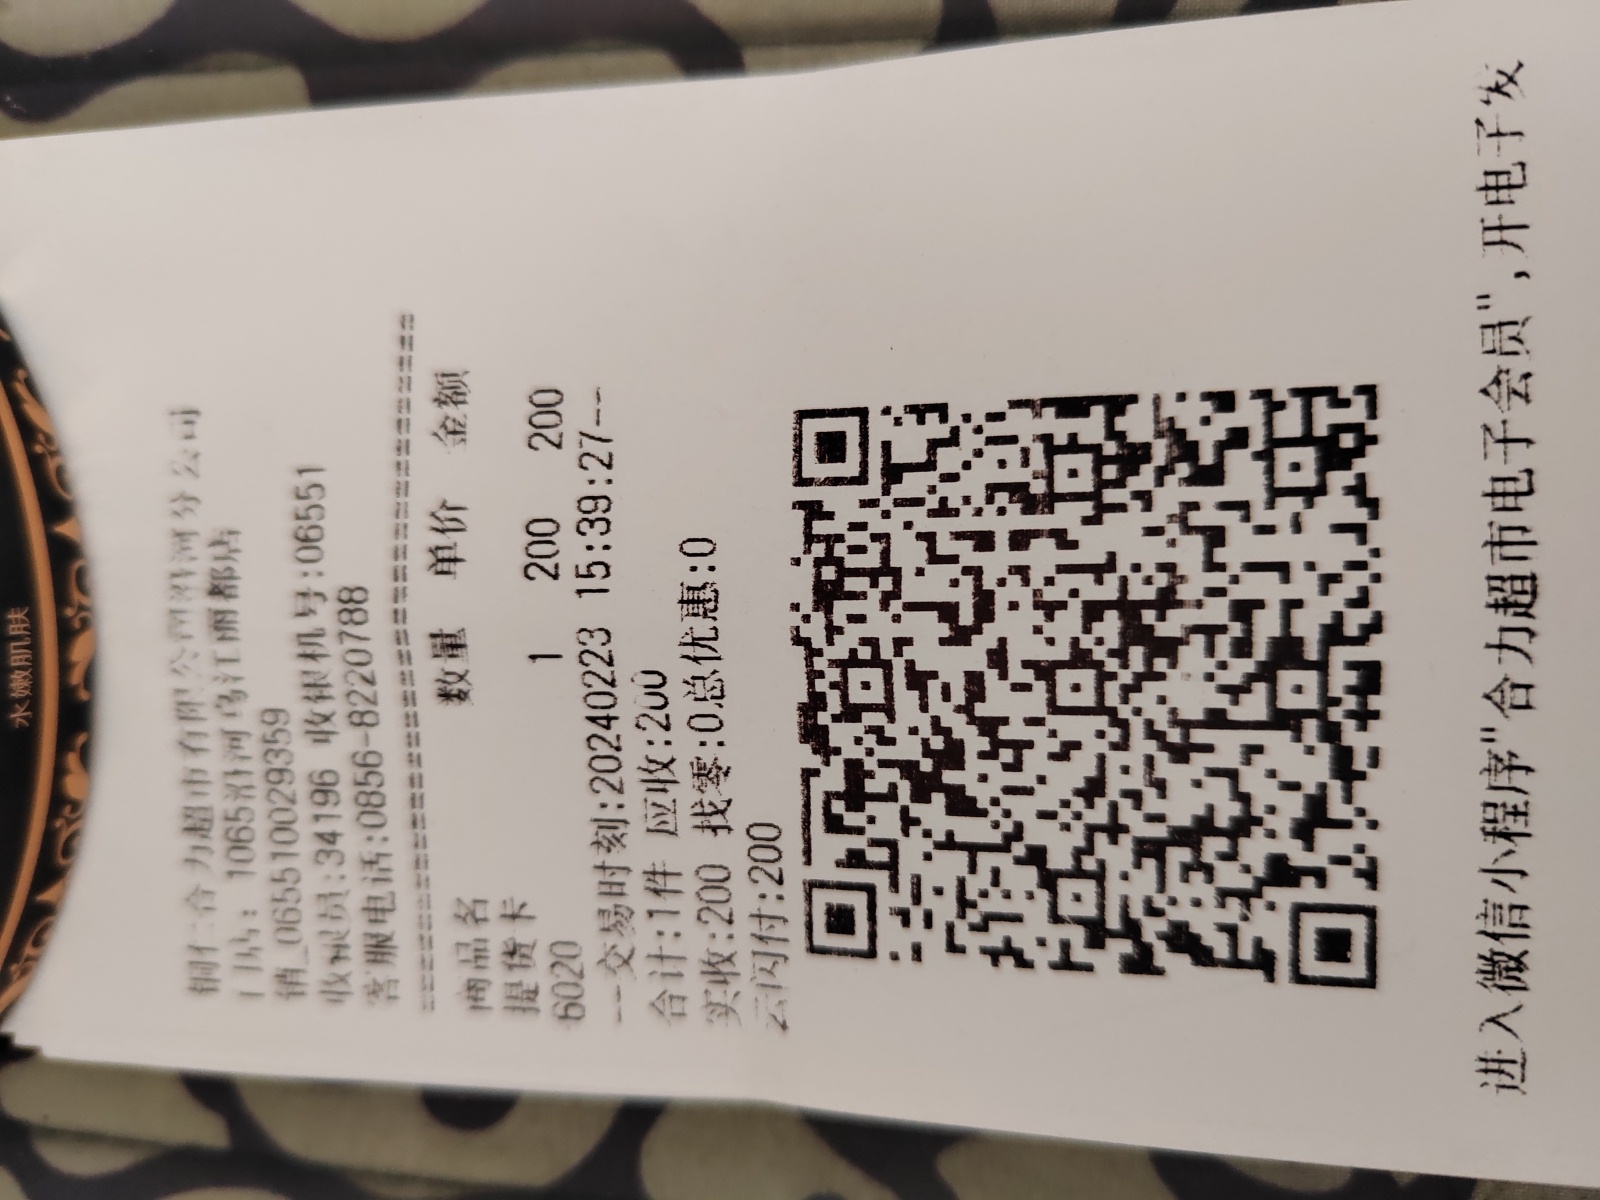 水嫩肌肤
铜仁合力超市有限公司沿河分公司
门店: 1065沿河乌江丽都店
销_0655100029359
收银员:34196 收银机号:06551
客服电话:0856-8220788
================================
商品名 数量 单价 金额
提货卡
6020 1 200 200
--交易时刻:20240223 15:39:27--
合计:1件 应收:200
实收:200 找零:0总优惠:0
云闪付:200
进入微信小程序"合力超市电子会员",开电子发